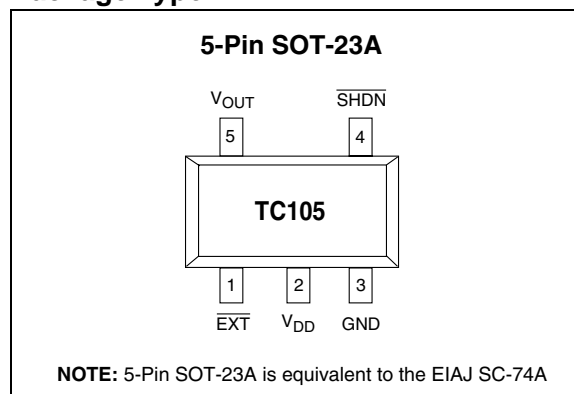 5-Pin SOT-23A
VOUT SHDN
5 4
TC105
1 2 3
EXT VDD GND
NOTE: 5-Pin SOT-23A is equivalent to the EIAJ SC-74A